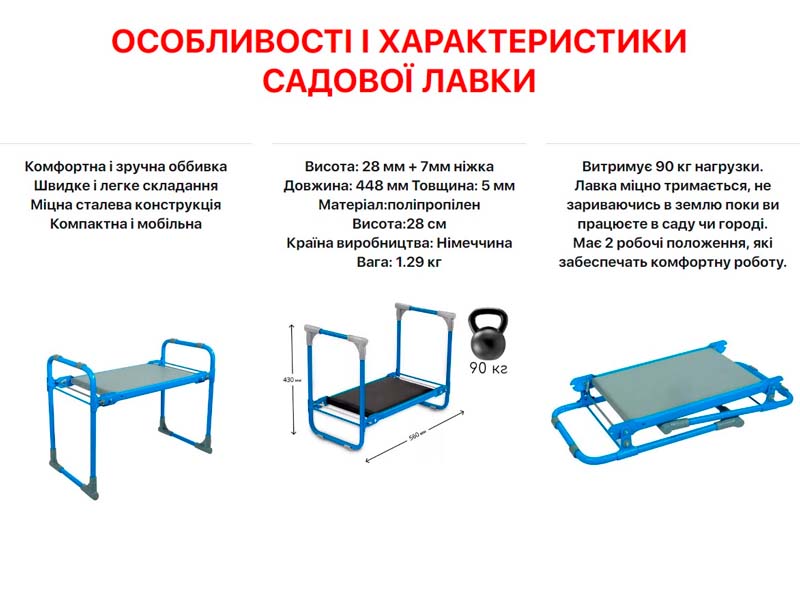 ОСОБЛИВОСТІ І ХАРАКТЕРИСТИКИ
САДОВОЇ ЛАВКИ
Комфортна і зручна оббивка
Швидке і легке складання
Міцна сталева конструкція
Компактна і мобільна
Висота: 28 мм + 7мм ніжка
Довжина: 448 мм Товщина: 5 мм
Матеріал:поліпропілен
Висота:28 см
Країна виробництва: Німеччина
Вага: 1.29 кг
Витримує 90 кг нагрузки.
Лавка міцно тримається, не
зариваючись в землю поки ви
працюєте в саду чи городі.
Має 2 робочі положення, які
забезпечать комфортну роботу.
430 мм
560 мм
90 кг